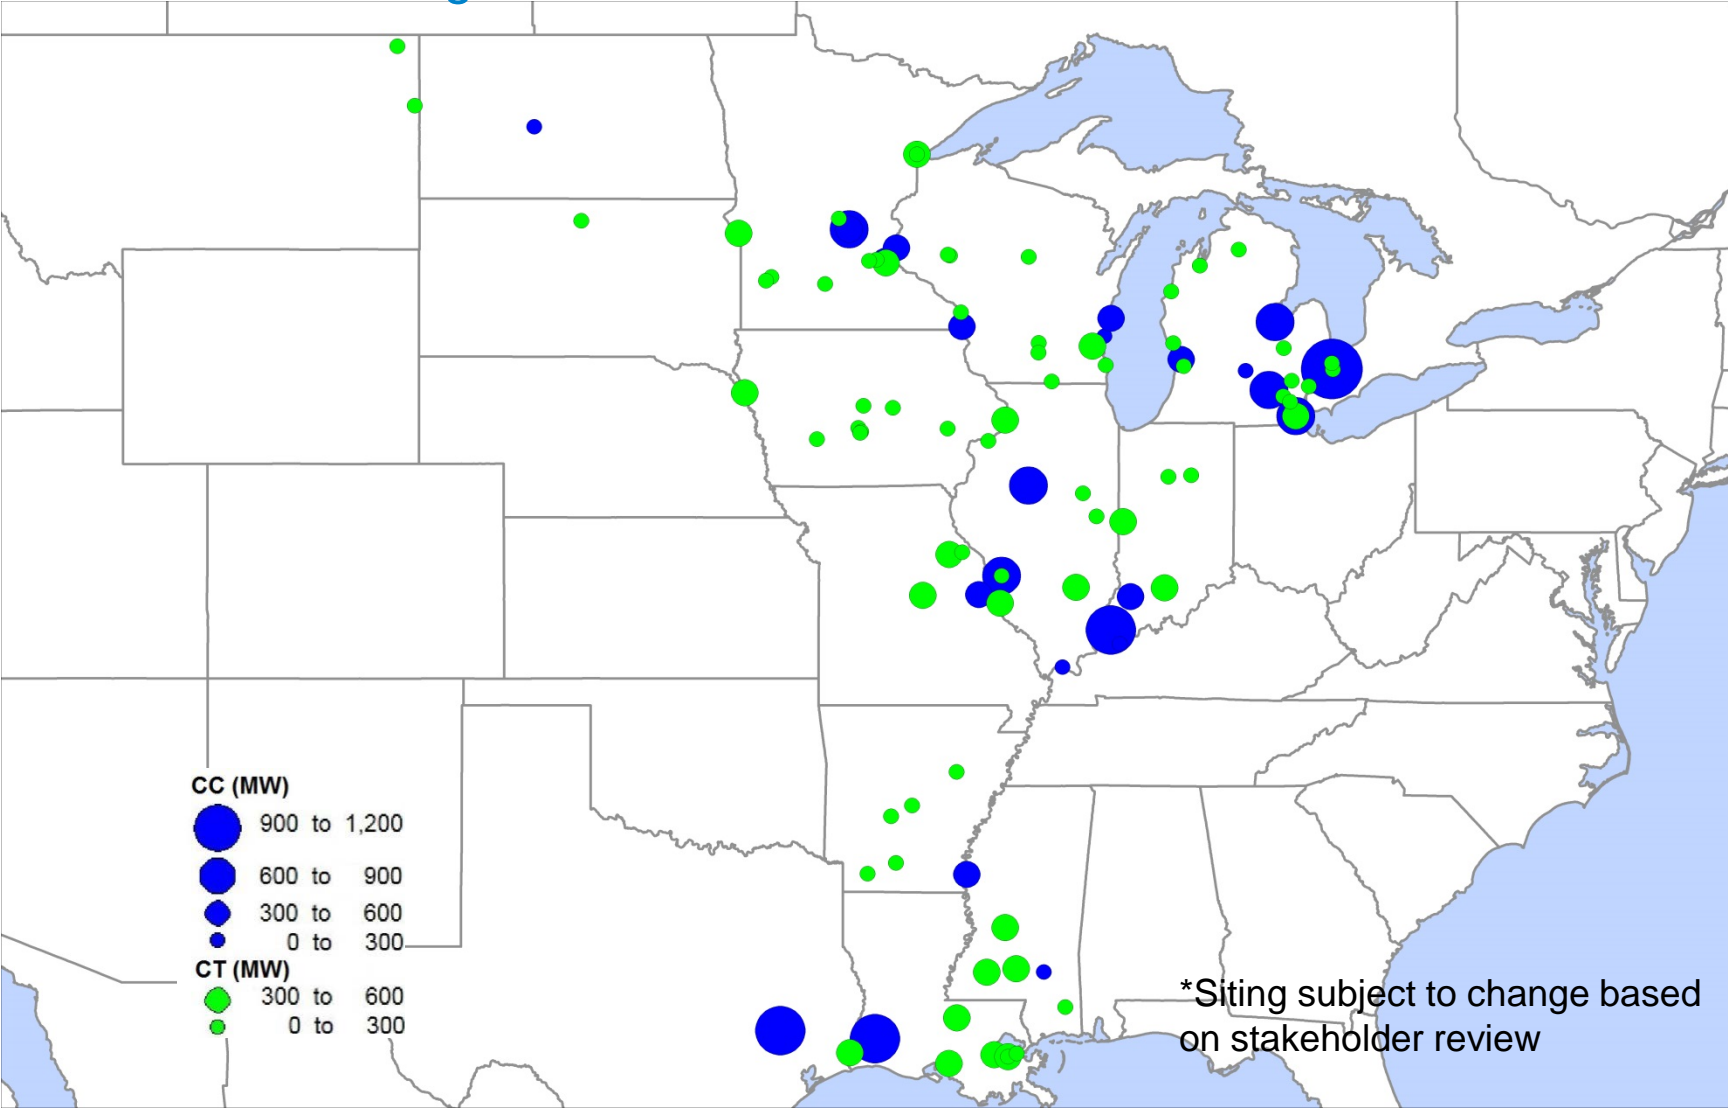 CC (MW)
900 to 1,200
600 to 900
300 to 600
0 to 300
CT (MW)
300 to 600
0 to 300
*Siting subject to change based
on stakeholder review